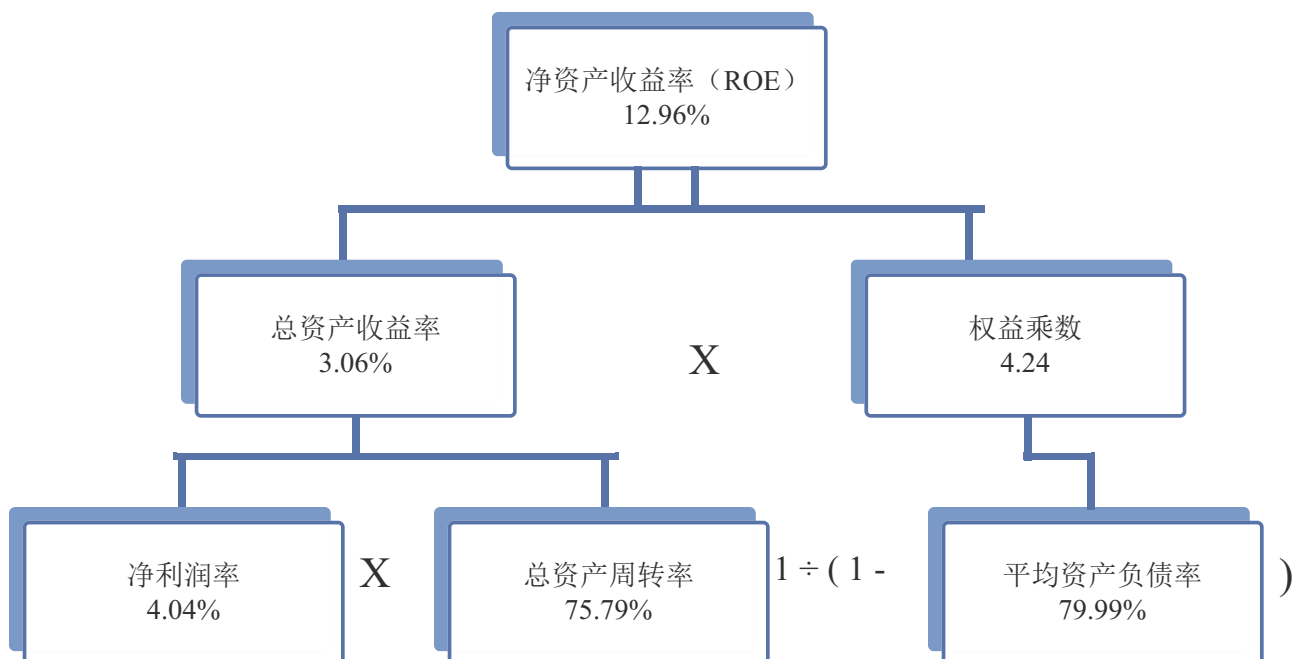 净资产收益率（ROE）
12.96%
总资产收益率
3.06%
X
权益乘数
4.24
净利润率
4.04%
X
总资产周转率
75.79%
1 ÷ ( 1 -
平均资产负债率
79.99%
)